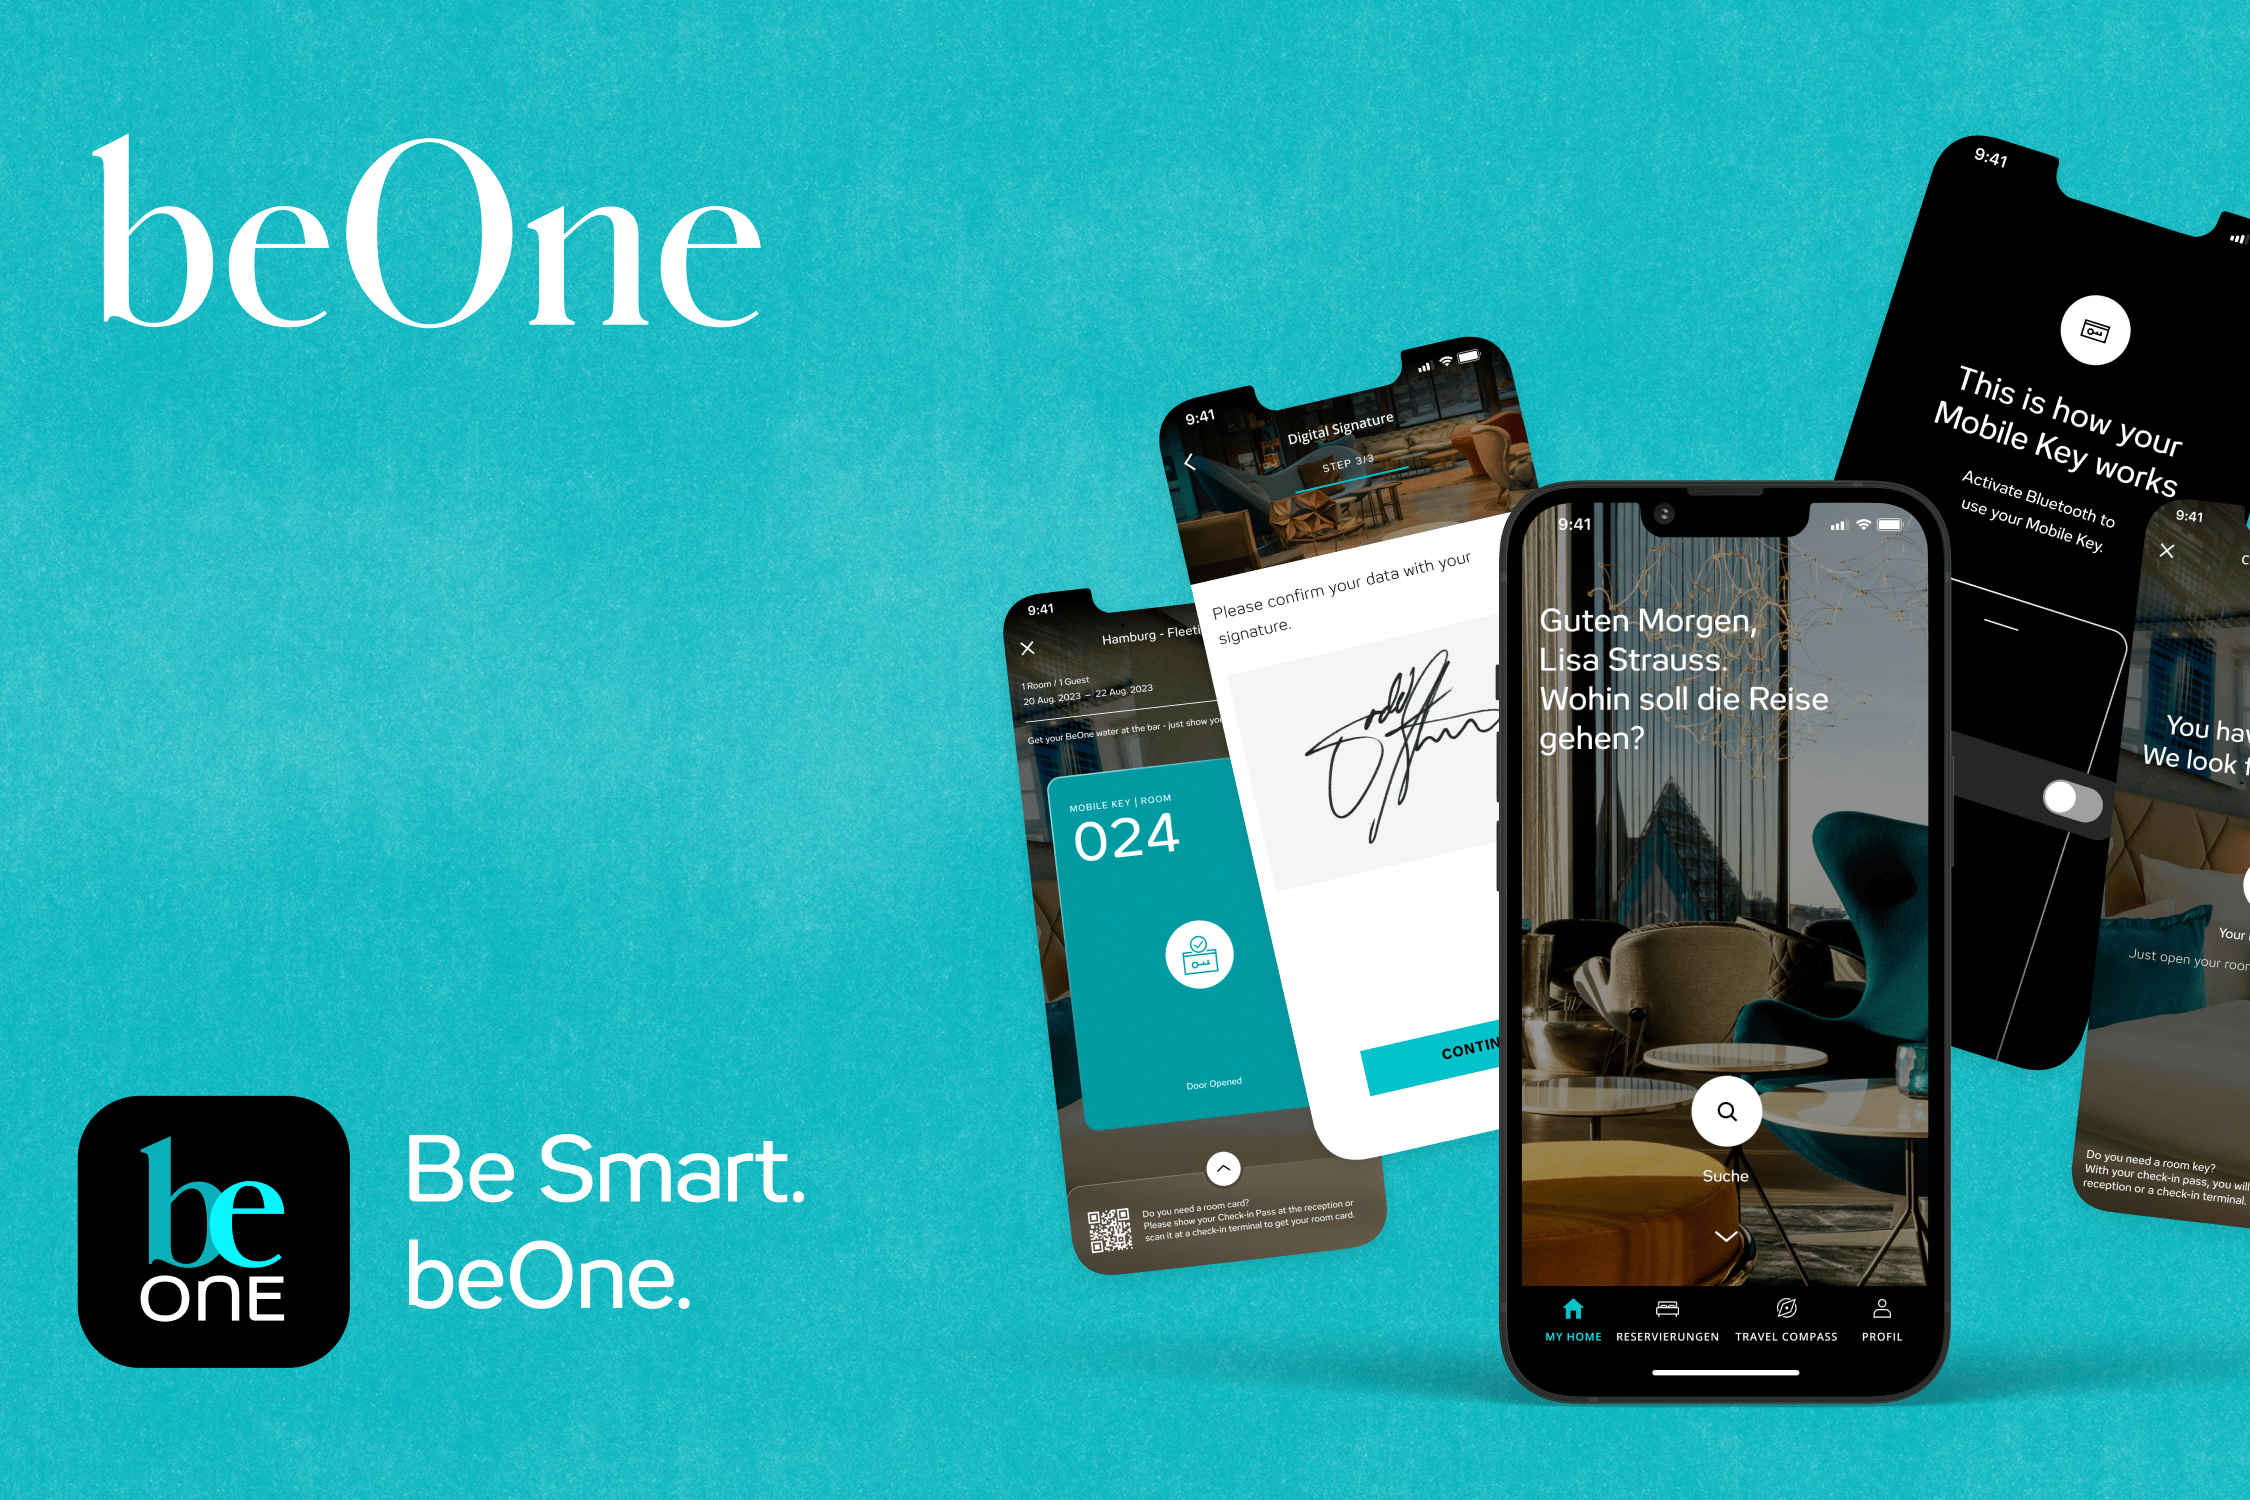 beOne
be
ONE
Be Smart.
beOne.
9:41
Hamburg -
1 Room / 1 Guest
20 Aug. 2023 – 22 Aug. 2023
Get your BeOne water at the bar - just show
MOBILE KEY | ROOM
024
Door Opened
Do you need a room card?
Please show your Check-in Pass at the reception or
scan it at a check-in terminal to get your room card.
9:41
Digital Signature
STEP 3/3
Please confirm your data with your
signature.
9:41
Guten Morgen,
Lisa Strauss.
Wohin soll die Reise
gehen?
Suche
MY HOME RESERVIERUNGEN TRAVEL COMPASS PROFIL
9:41
This is how your
Mobile Key works
Activate Bluetooth to
use your Mobile Key.
9:41
You
We look
Your
Just open your
Do you need a room key?
With your check-in pass, you will
reception or a check-in terminal.